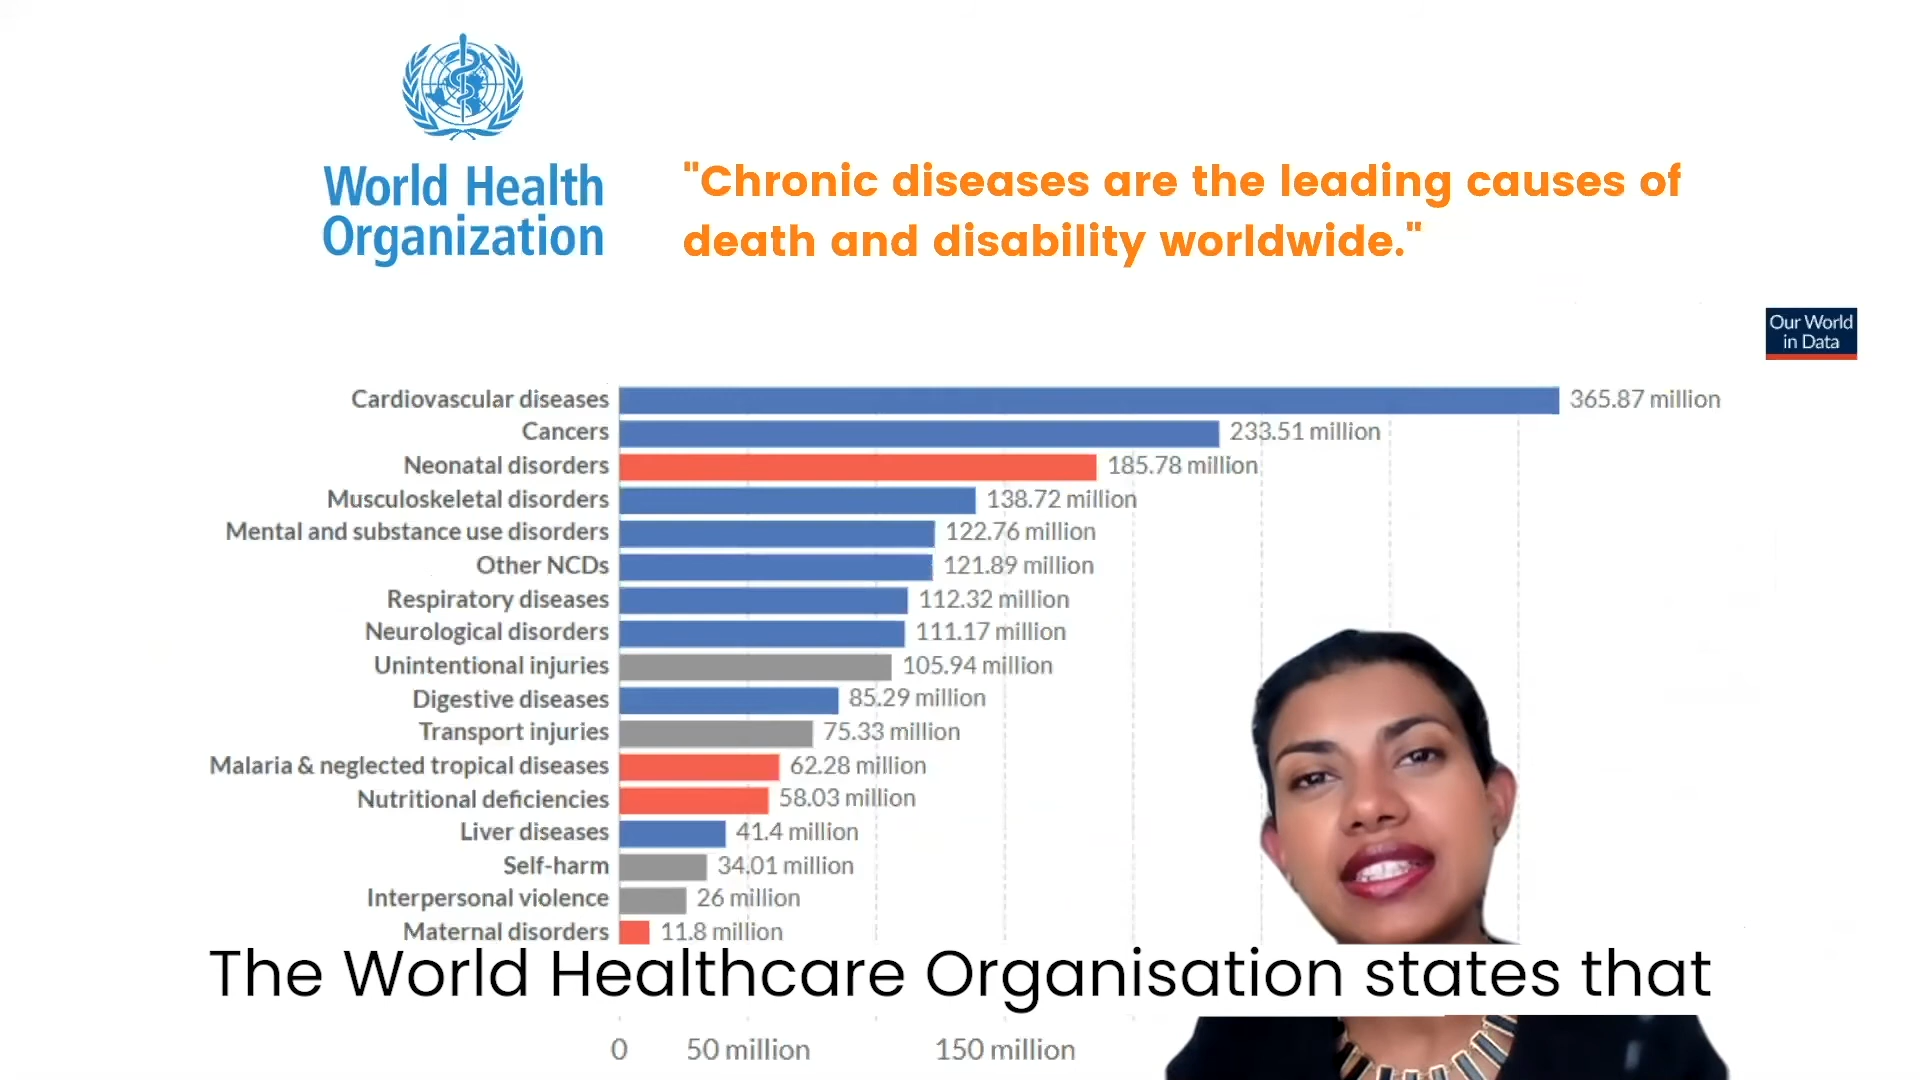 World Health
Organization
"Chronic diseases are the leading causes of
death and disability worldwide."
Our World
in Data
Cardiovascular diseases 365.87 million
Cancers 233.51 million
Neonatal disorders 185.78 million
Musculoskeletal disorders 138.72 million
Mental and substance use disorders 122.76 million
Other NCDs 121.89 million
Respiratory diseases 112.32 million
Neurological disorders 111.17 million
Unintentional injuries 105.94 million
Digestive diseases 85.29 million
Transport injuries 75.33 million
Malaria & neglected tropical diseases 62.28 million
Nutritional deficiencies 58.03 million
Liver diseases 41.4 million
Self-harm 34.01 million
Interpersonal violence 26 million
Maternal disorders 11.8 million
The World Healthcare Organisation states that
0 50 million 150 million